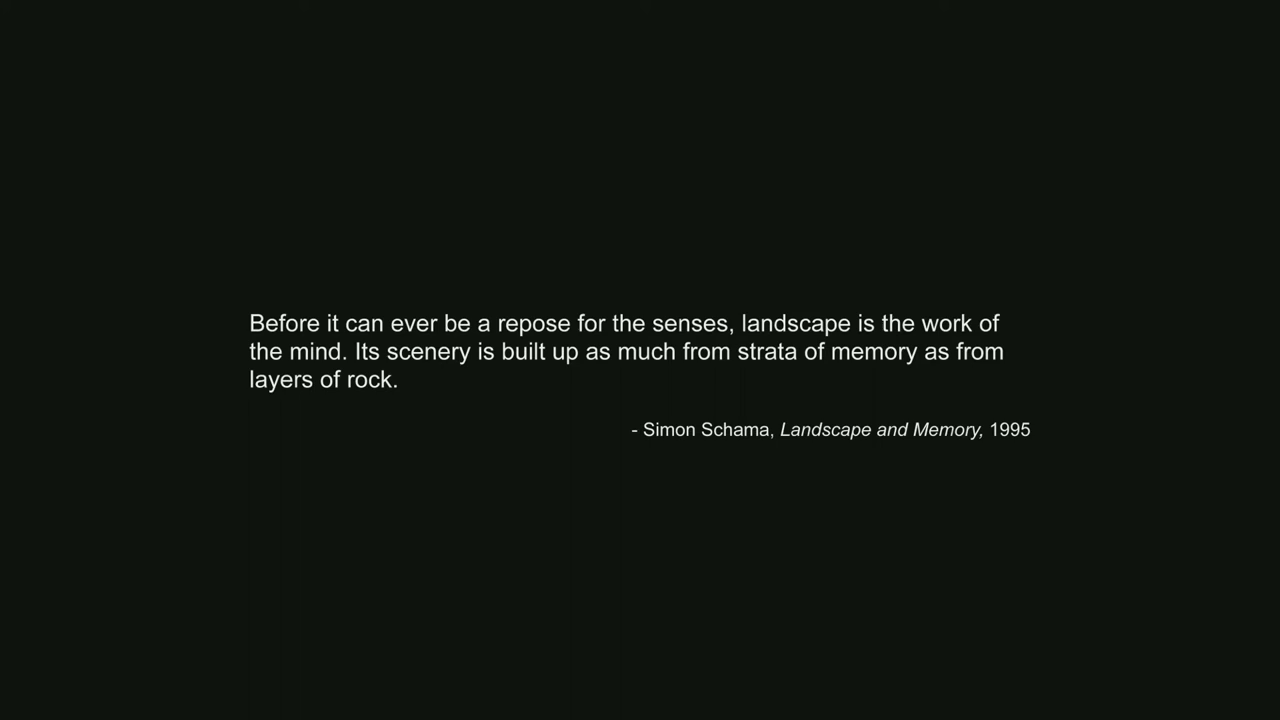 Before it can ever be a repose for the senses, landscape is the work of
the mind. Its scenery is built up as much from strata of memory as from
layers of rock.
- Simon Schama, Landscape and Memory, 1995